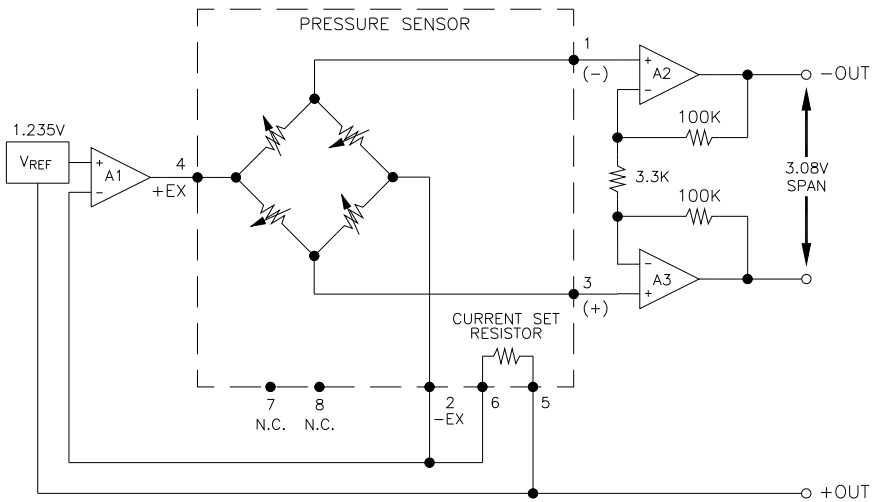 PRESSURE SENSOR
1
(-)
+
A2
-
-OUT
100K
1.235V
VREF
+
A1
-
4
+EX
3.3K
3.08V
SPAN
100K
-
A3
+
3
(+)
CURRENT SET
RESISTOR
7
N.C.
8
N.C.
2
-EX
6
5
+OUT